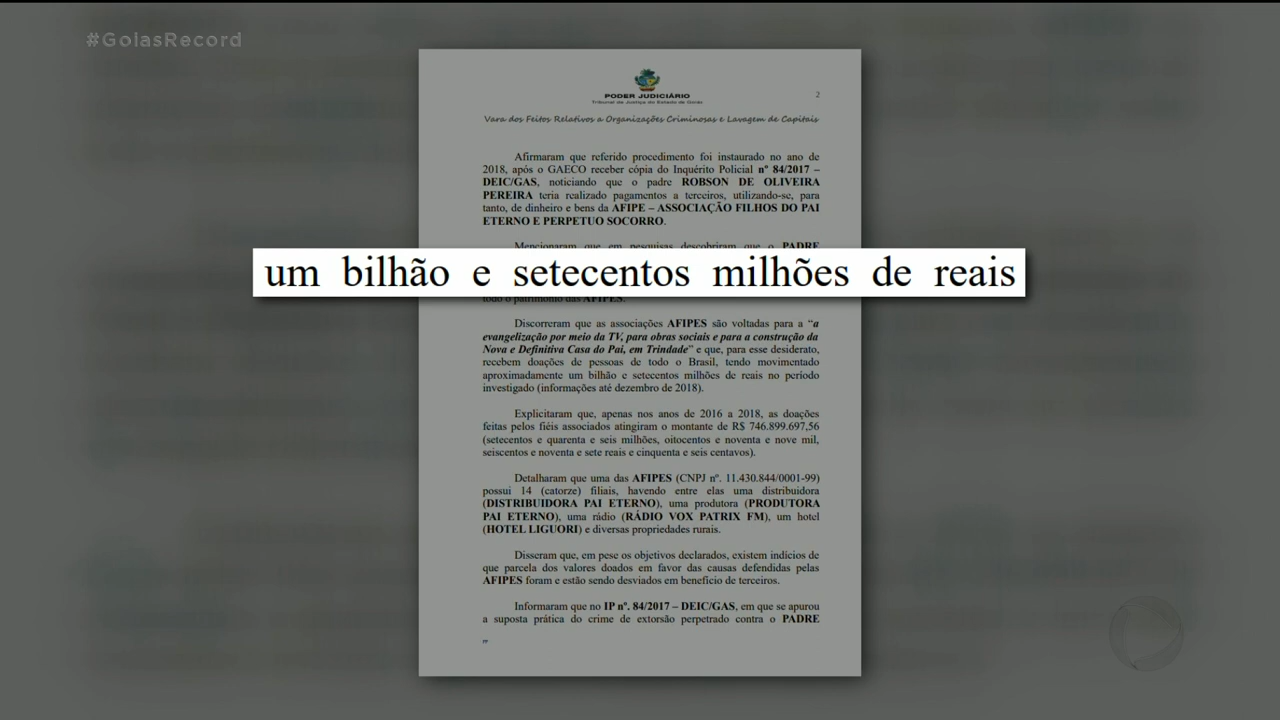 #GoiasRecord
PODER JUDICIÁRIO
Tribunal de Justiça do Estado de Goiás
2
Vara dos Feitos Relativos a Organizações Criminosas e Lavagem de Capitais
Afirmaram que referido procedimento foi instaurado no ano de
2018, após o GAECO receber cópia do Inquérito Policial nº 84/2017 –
DEIC/GAS, noticiando que o padre ROBSON DE OLIVEIRA
PEREIRA teria realizado pagamentos a terceiros, utilizando-se, para
tanto, de dinheiro e bens da AFIPE – ASSOCIAÇÃO FILHOS DO PAI
ETERNO E PERPETUO SOCORRO.
Mencionaram que em pesquisas descobriram que o PADRE
um bilhão e setecentos milhões de reais
todo o patrimônio das AFIPES.
Discorreram que as associações AFIPES são voltadas para a “a
evangelização por meio da TV, para obras sociais e para a construção da
Nova e Definitiva Casa do Pai, em Trindade” e que, para esse desiderato,
recebem doações de pessoas de todo o Brasil, tendo movimentado
aproximadamente um bilhão e setecentos milhões de reais no período
investigado (informações até dezembro de 2018).
Explicitaram que, apenas nos anos de 2016 a 2018, as doações
feitas pelos fiéis associados atingiram o montante de R$ 746.899.697,56
(setecentos e quarenta e seis milhões, oitocentos e noventa e nove mil,
seiscentos e noventa e sete reais e cinquenta e seis centavos).
Detalharam que uma das AFIPES (CNPJ nº. 11.430.844/0001-99)
possui 14 (catorze) filiais, havendo entre elas uma distribuidora
(DISTRIBUIDORA PAI ETERNO), uma produtora (PRODUTORA
PAI ETERNO), uma rádio (RÁDIO VOX PATRIX FM), um hotel
(HOTEL LIGUORI) e diversas propriedades rurais.
Disseram que, em pese os objetivos declarados, existem indícios
de que parcela dos valores doados em favor das causas defendidas pelas
AFIPES foram e estão sendo desviados em benefício de terceiros.
Informaram que no IP nº. 84/2017 – DEIC/GAS, em que se apurou
a suposta prática do crime de extorsão perpetrado contra o PADRE